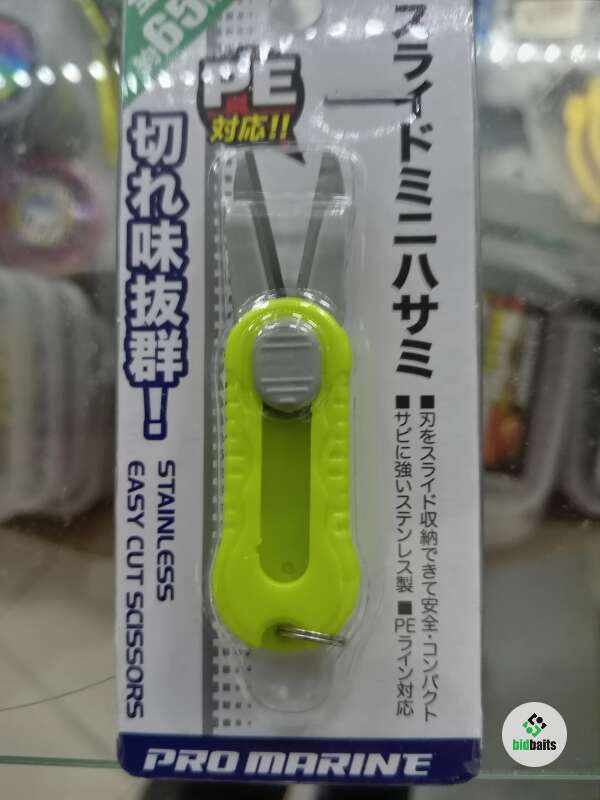 65
PE
対応!!
スライドミニハサミ
切れ味抜群!
■刃をスライド収納できて安全・コンパクト
■サビに強いステンレス製 ■PEライン対応
STAINLESS
EASY CUT SCISSORS
PRO MARINE
bidbaits